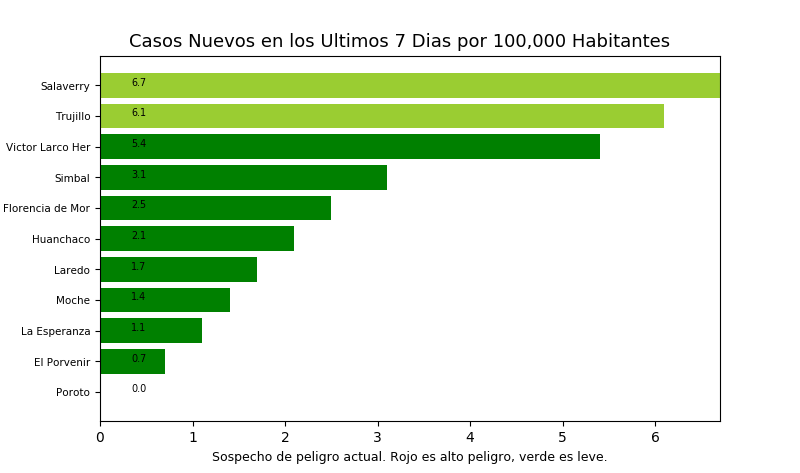 Casos Nuevos en los Ultimos 7 Dias por 100,000 Habitantes
Salaverry 6.7
Trujillo 6.1
Victor Larco Her 5.4
Simbal 3.1
Florencia de Mor 2.5
Huanchaco 2.1
Laredo 1.7
Moche 1.4
La Esperanza 1.1
El Porvenir 0.7
Poroto 0.0
0 1 2 3 4 5 6
Sospecho de peligro actual. Rojo es alto peligro, verde es leve.